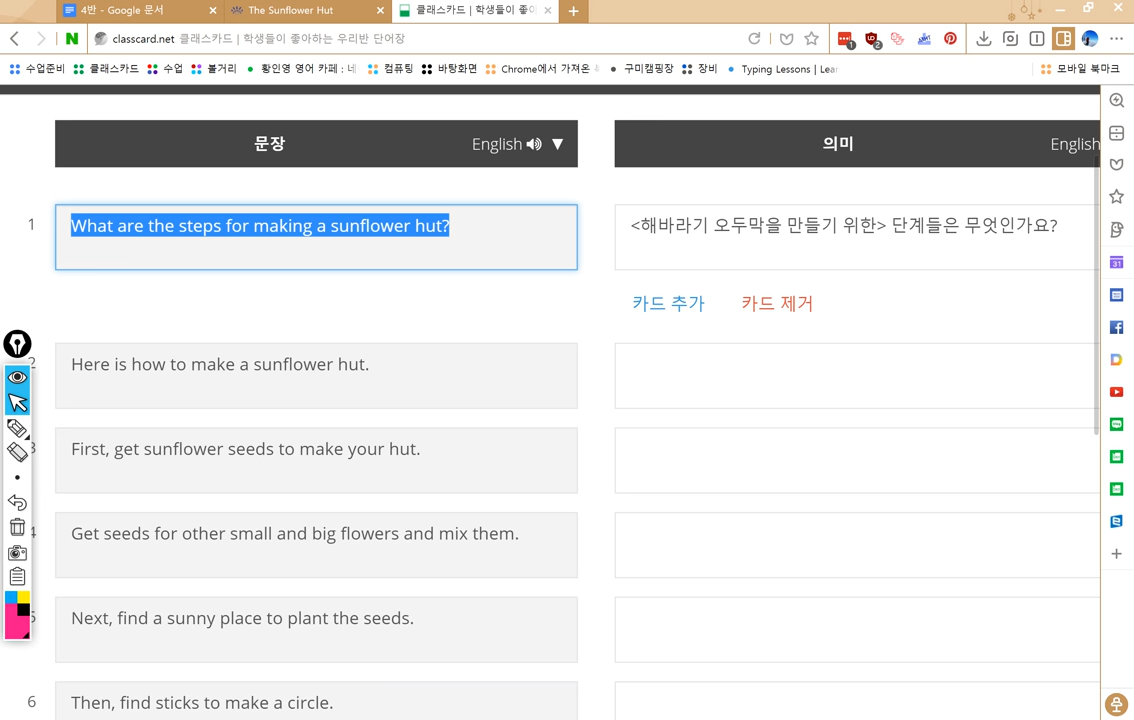 4반 - Google 문서
The Sunflower Hut
클래스카드 | 학생들이 좋아
classcard.net 클래스카드 | 학생들이 좋아하는 우리반 단어장
수업준비 클래스카드 수업 볼거리 황인영 영어 카페 : 네 컴퓨팅 바탕화면 Chrome에서 가져온 구미캠핑장 장비 Typing Lessons | Lear 모바일 북마크
문장 English ▼ 의미 English
1 What are the steps for making a sunflower hut? <해바라기 오두막을 만들기 위한> 단계들은 무엇인가요?
카드 추가 카드 제거
2 Here is how to make a sunflower hut.
3 First, get sunflower seeds to make your hut.
4 Get seeds for other small and big flowers and mix them.
5 Next, find a sunny place to plant the seeds.
6 Then, find sticks to make a circle.